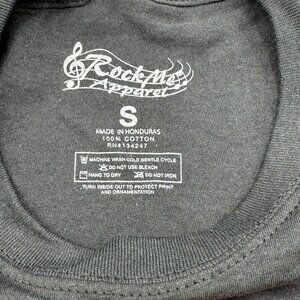 RockMe
Apparel
S
MADE IN HONDURAS
100% COTTON
RN#134247
MACHINE WASH COLD GENTLE CYCLE
DO NOT USE BLEACH
HANG TO DRY
DO NOT IRON
TURN INSIDE OUT TO PROTECT PRINT
AND ORNAMENTATION